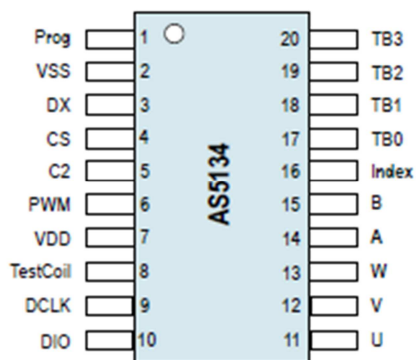 Prog 1 20 TB3
VSS 2 19 TB2
DX 3 18 TB1
CS 4 17 TB0
C2 5 16 Index
PWM 6 15 B
VDD 7 14 A
TestCoil 8 13 W
DCLK 9 12 V
DIO 10 11 U
AS5134